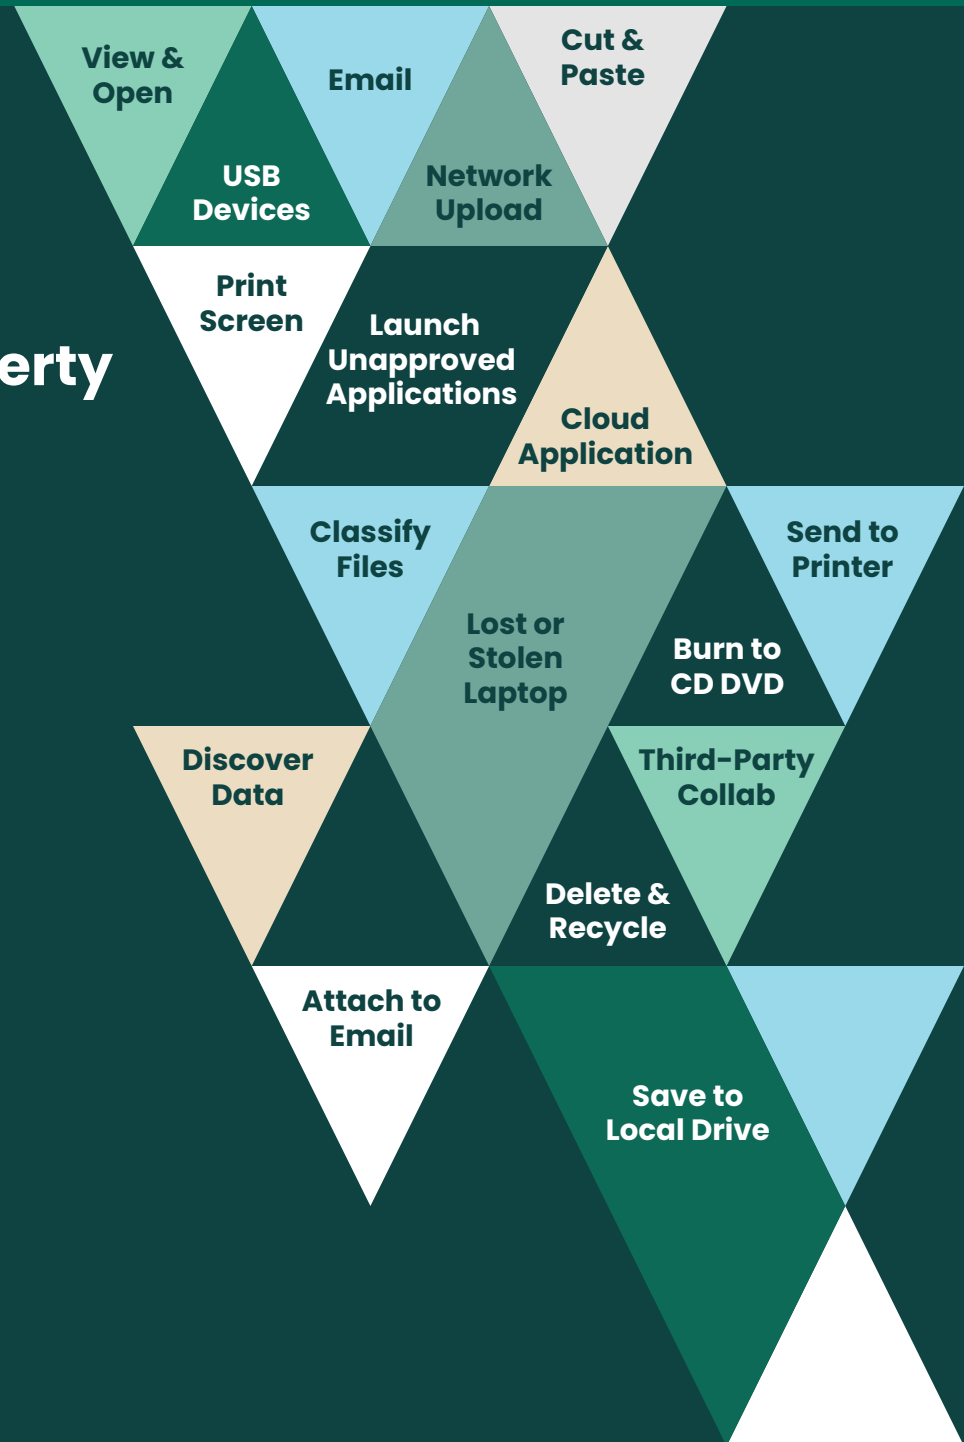 View &
Open
Email
Cut &
Paste
USB
Devices
Network
Upload
Print
Screen
Launch
Unapproved
Applications
erty
Cloud
Application
Classify
Files
Send to
Printer
Lost or
Stolen
Laptop
Burn to
CD DVD
Discover
Data
Third-Party
Collab
Delete &
Recycle
Attach to
Email
Save to
Local Drive